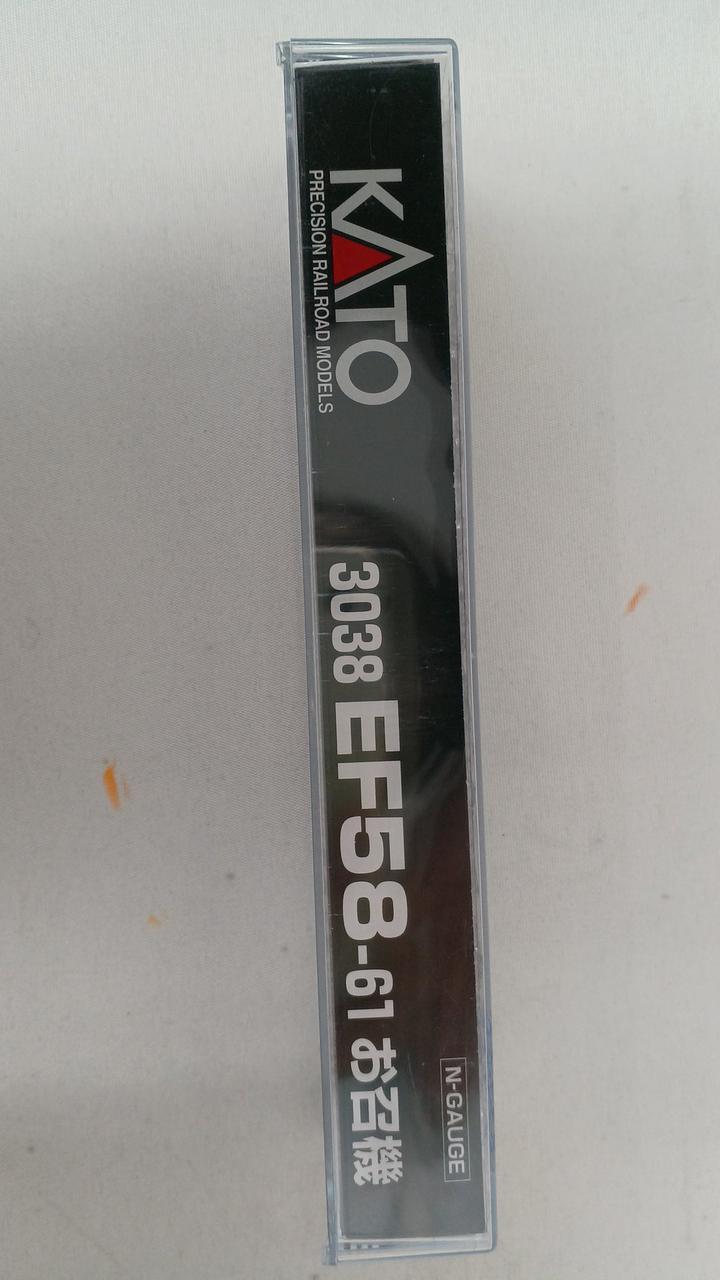 KATO
PRECISION RAILROAD MODELS
3038 EF58-61 お召機
N-GAUGE